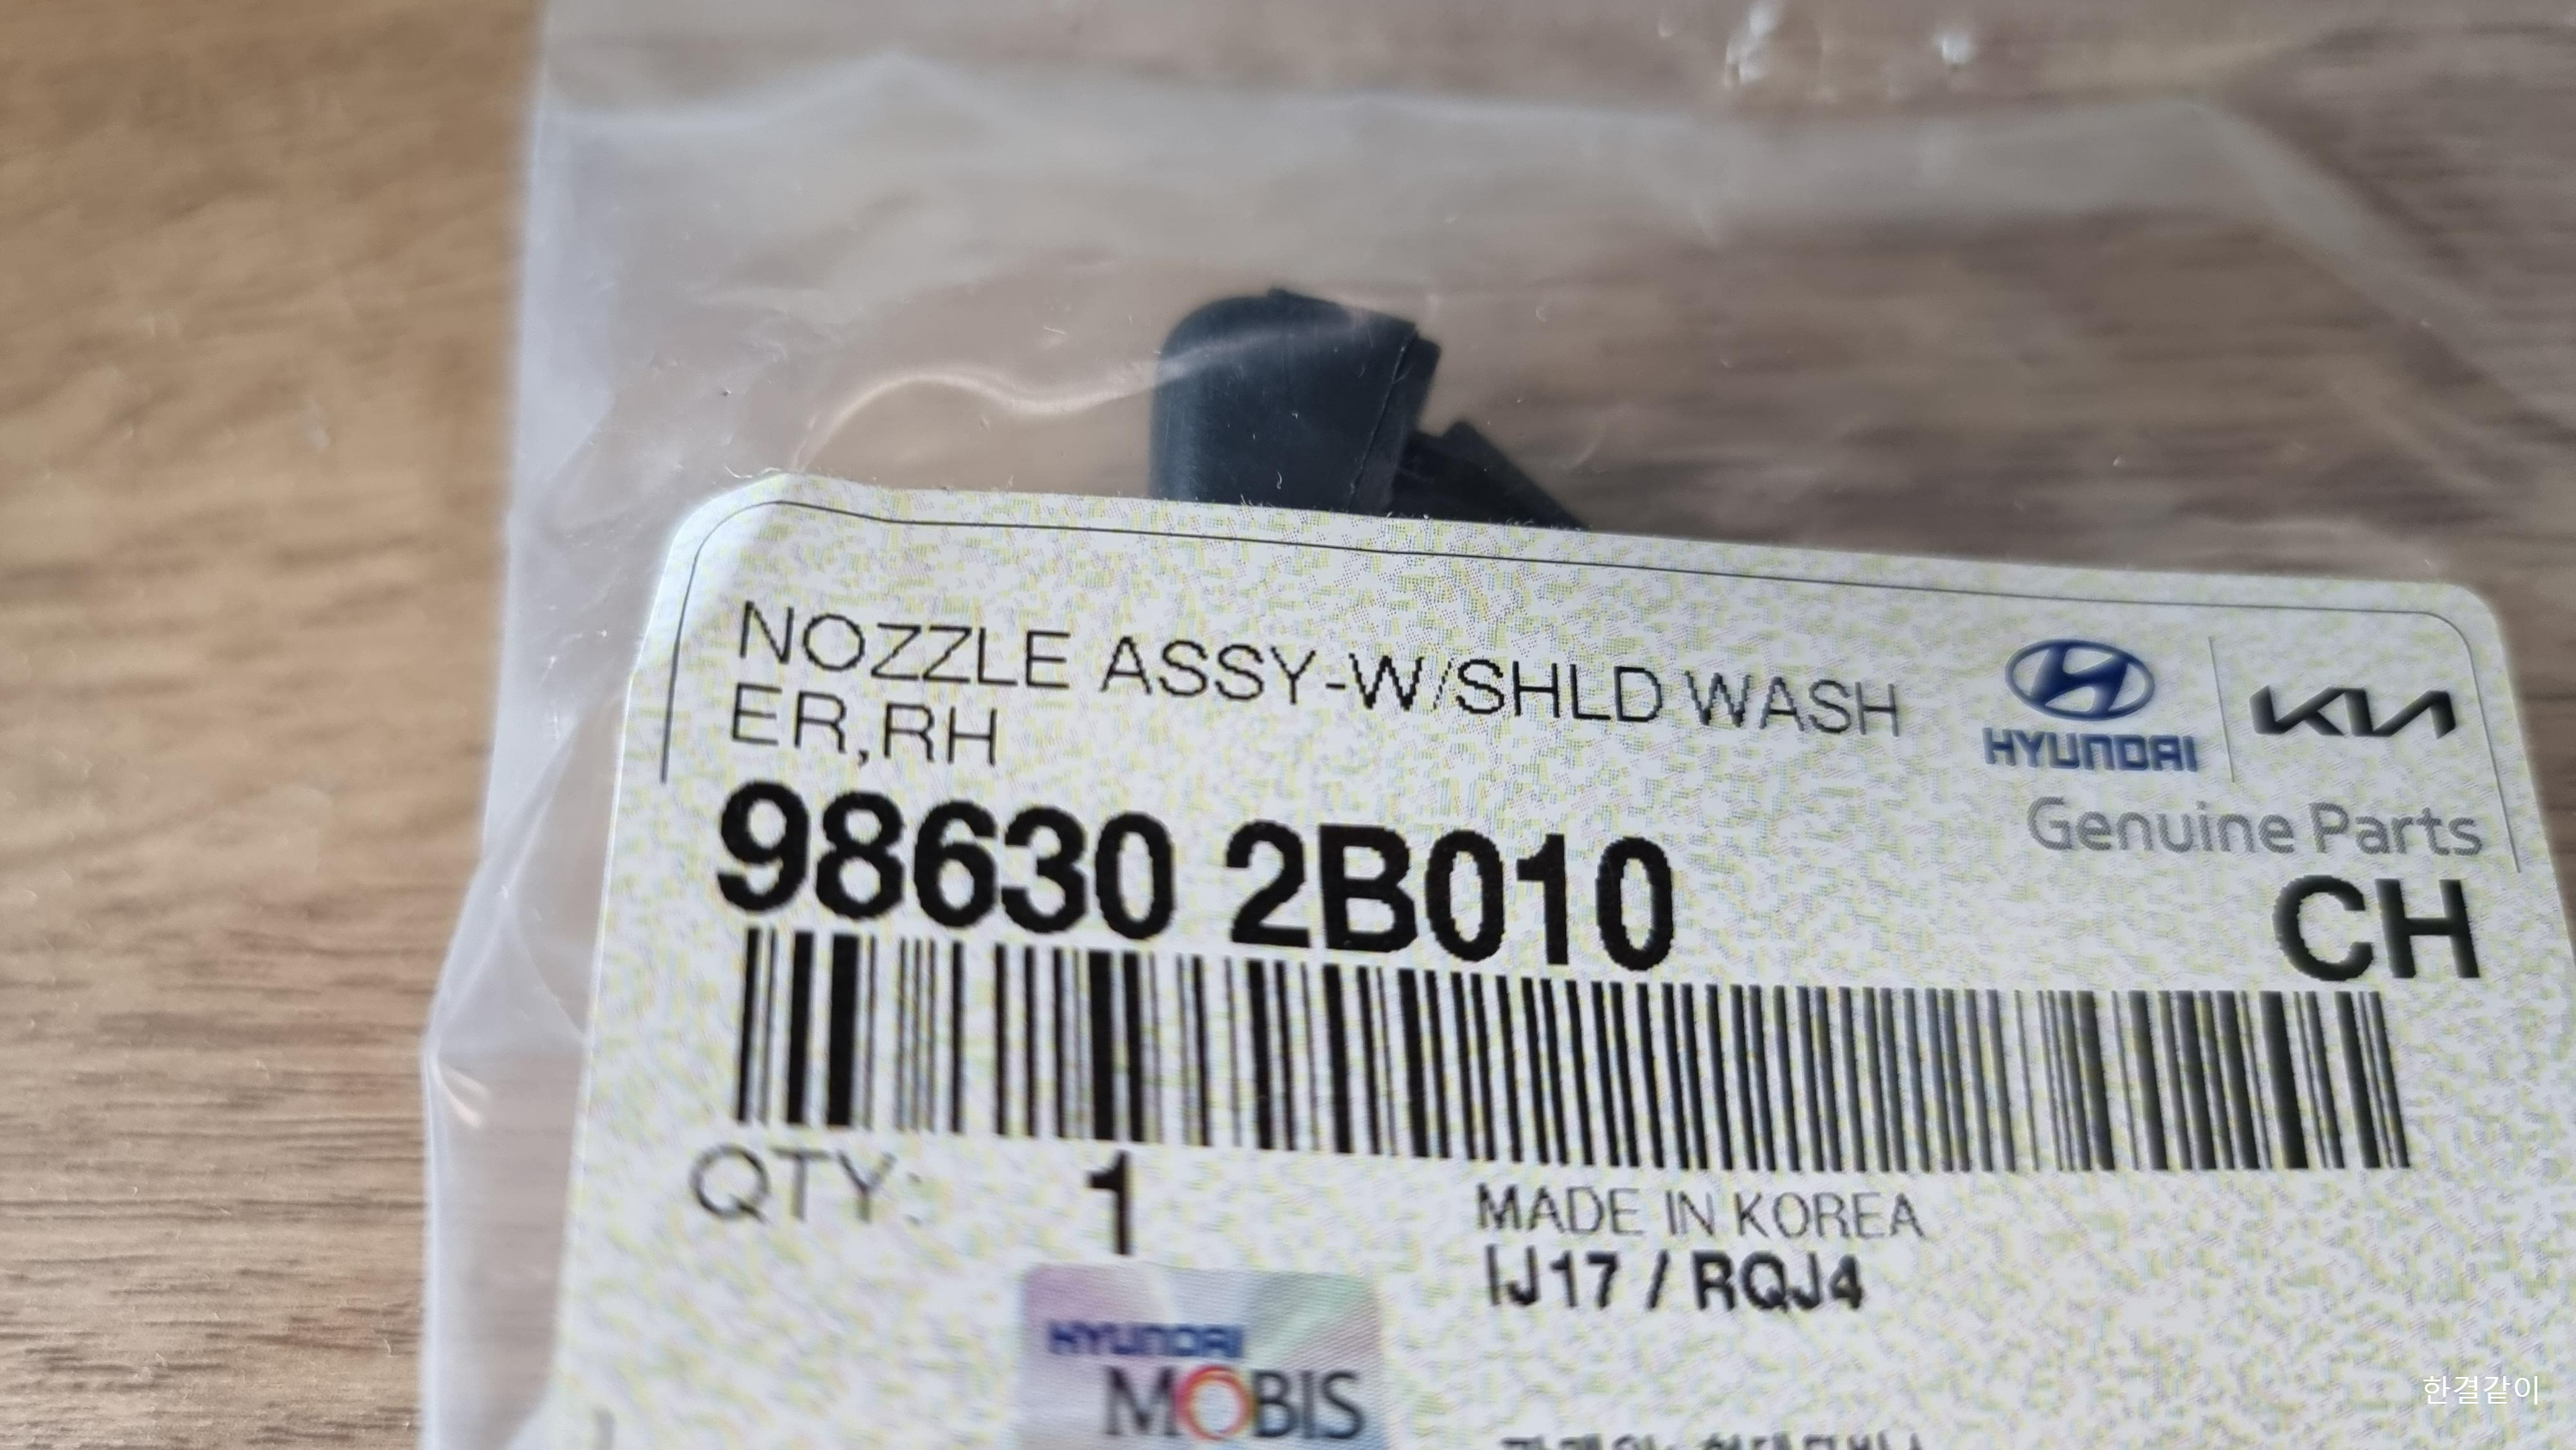 NOZZLE ASSY-W/SHLD WASH
ER,RH
HYUNDAI
KIA
Genuine Parts
98630 2B010
CH
QTY: 1
MADE IN KOREA
IJ17 / RQJ4
HYUNDAI
MOBIS
한결같이